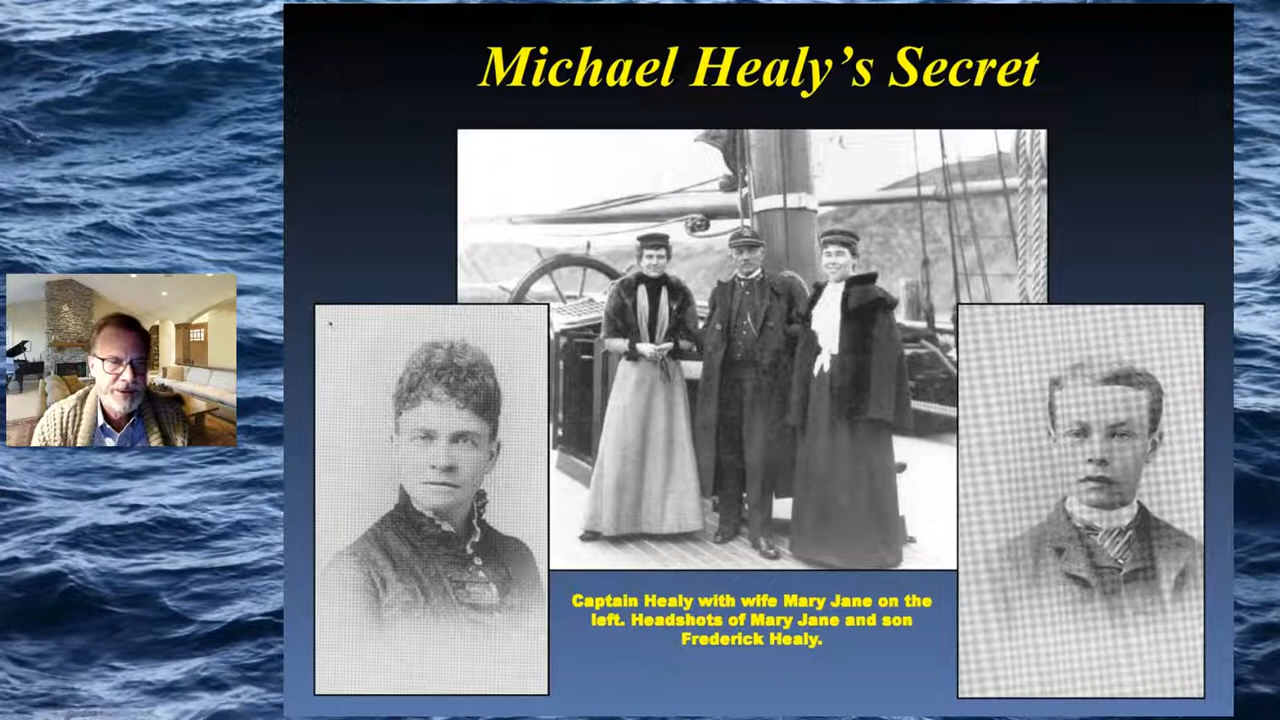 Michael Healy's Secret
Captain Healy with wife Mary Jane on the
left. Headshots of Mary Jane and son
Frederick Healy.